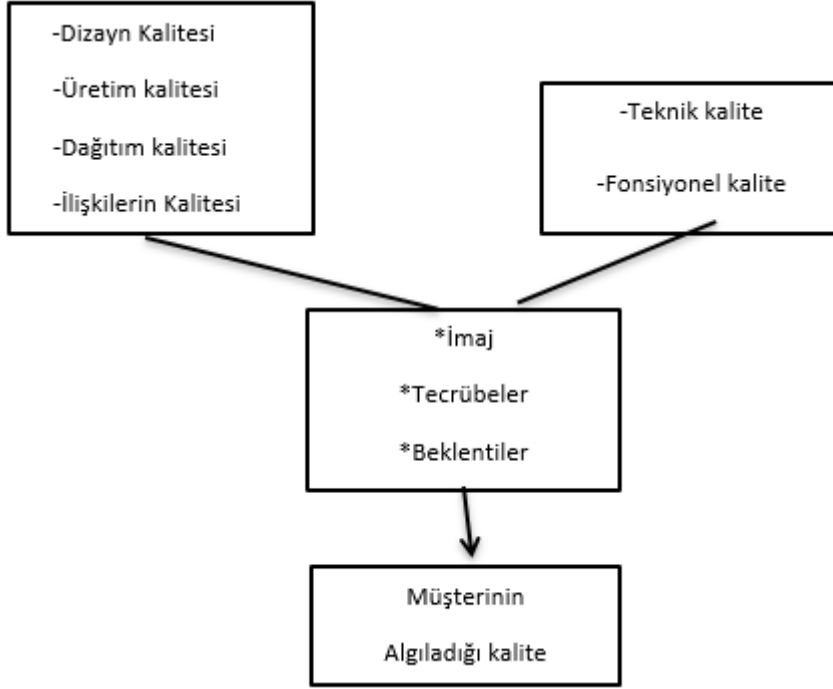 -Dizayn Kalitesi
-Üretim kalitesi
-Dağıtım kalitesi
-İlişkilerin Kalitesi
-Teknik kalite
-Fonsiyonel kalite
*İmaj
*Tecrübeler
*Beklentiler
Müşterinin
Algıladığı kalite